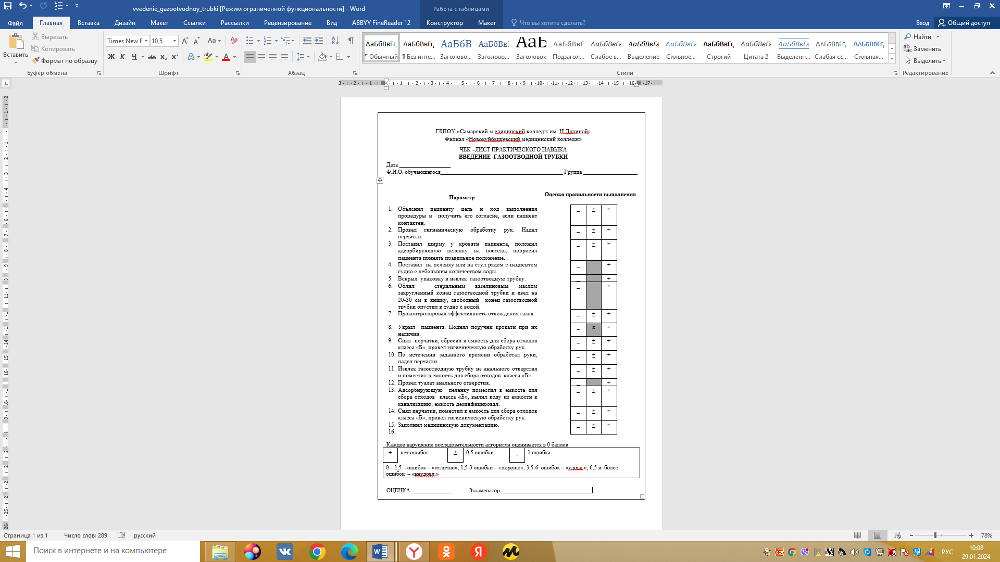 vvedenie_gazootvodnoy_trubki [Режим ограниченной функциональности] - Word
Работа с таблицами
Файл Главная Вставка Дизайн Макет Ссылки Рассылки Рецензирование Вид ABBYY FineReader 12 Конструктор Макет Что вы хотите сделать? Вход Общий доступ
Вставить
Вырезать
Копировать
Формат по образцу
Буфер обмена
Times New R 10,5
Ж К Ч abc x₂ x²
Шрифт
Абзац
АаБбВвГг, АаБбВвГг, АаБбВ АаБбВв. АаБ АаБбВвГ АаБбВвГг АаБбВвГг АаБбВвГг АаБбВвГг, АаБбВвГг АаБбВвГг АаБбВвГг, АаБбВвГг,
¶ Обычный ¶ Без инте... Заголово... Заголово... Заголовок Подзагол... Слабое в... Выделение Сильное... Строгий Цитата 2 Выделенн... Слабая сс... Сильная...
Стили
Найти
Заменить
Выделить
Редактирование
ГБПОУ «Самарский м едицинский колледж им. Н.Ляпиной»
Филиал «Новокуйбышевский медицинский колледж»
ЧЕК –ЛИСТ ПРАКТИЧЕСКОГО НАВЫКА
ВВЕДЕНИЕ ГАЗООТВОДНОЙ ТРУБКИ
Дата ___________________
Ф.И.О. обучающегося_____________________________________________ Группа ____________________
Параметр
Оценка правильности выполнения
1. Объяснил пациенту цель и ход выполнения
процедуры и получить его согласие, если пациент
контактен.
– ± +
2. Провел гигиеническую обработку рук. Надел
перчатки.
– ± +
3. Поставил ширму у кровати пациента, положил
адсорбирующую пеленку на постель, попросил
пациента принять правильное положение.
– ± +
4. Поставил на пеленку или на стул рядом с пациентом
судно с небольшим количеством воды.
– +
5. Вскрыл упаковку и извлек газоотводную трубку.
– +
6. Облил стерильным вазелиновым маслом
закругленный конец газоотводной трубки и ввел на
20-30 см в кишку, свободный конец газоотводной
трубки опустил в судно с водой.
– +
7. Проконтролировал эффективность отхождения газов.
– ± +
8. Укрыл пациента. Поднял поручни кровати при их
наличии.
– х +
9. Снял перчатки, сбросил в емкость для сбора отходов
класса «Б», провел гигиеническую обработку рук.
– ± +
10. По истечении заданного времени обработал руки,
надел перчатки.
– ± +
11. Извлек газоотводную трубку из анального отверстия
и поместил в емкость для сбора отходов класса «Б».
– ± +
12. Провел туалет анального отверстия.
– +
13. Адсорбирующую пеленку поместил в емкость для
сбора отходов класса «Б», вылил воду из емкости в
канализацию, емкость дезинфицировал.
– ± +
14. Снял перчатки, поместил в емкость для сбора отходов
класса «Б», провел гигиеническую обработку рук.
– ± +
15. Заполнил медицинскую документацию.
– ± +
16.
Каждое нарушение последовательности алгоритма оценивается в 0 баллов
+ нет ошибок ± 0,5 ошибки – 1 ошибка
0 – 1,5 –ошибок – «отлично»; 1,5-3 ошибки - «хорошо»; 3,5-6 ошибок – «удовл.»; 6,5 и более
ошибок – «неудовл.»
ОЦЕНКА ______________ Экзаменатор ________________________________
Страница 1 из 1 Число слов: 289 русский 78%
Поиск в интернете и на компьютере
РУС
10:08
29.01.2024